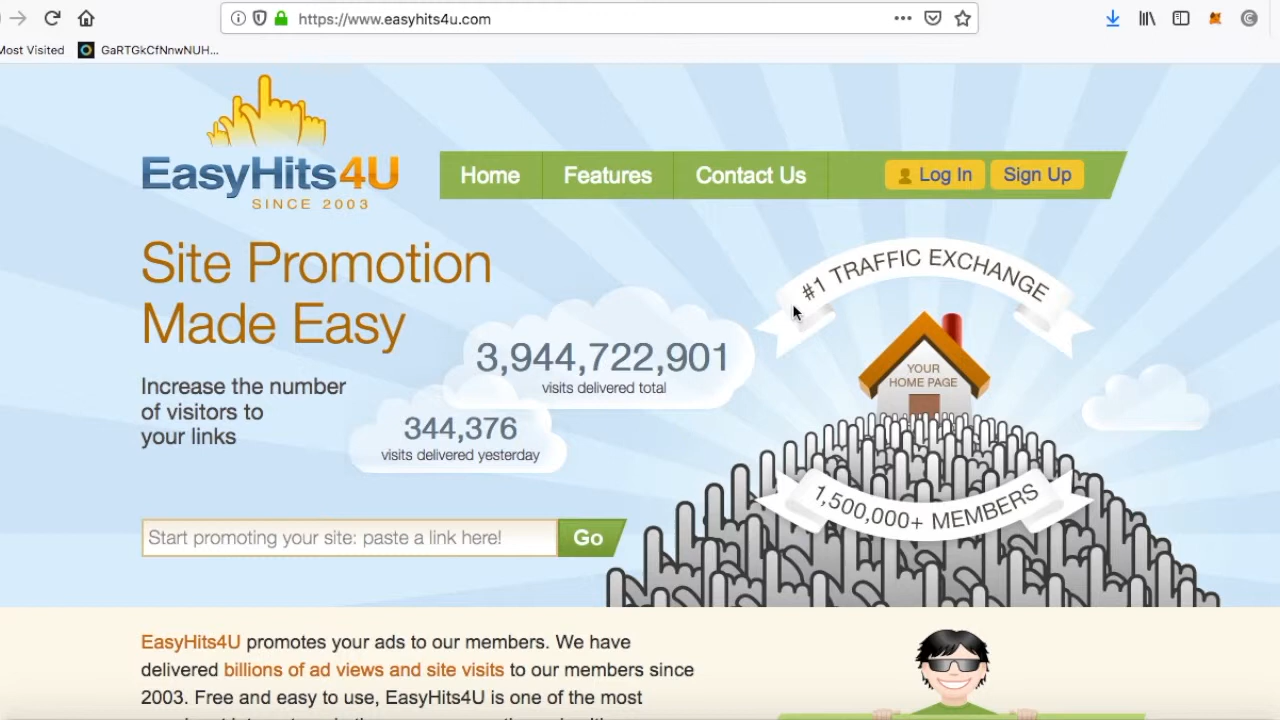 https://www.easyhits4u.com
Most Visited
GaRTGkCfNnwNUH...
EasyHits4U
SINCE 2003
Home
Features
Contact Us
Log In
Sign Up
Site Promotion
Made Easy
Increase the number
of visitors to
your links
3,944,722,901
visits delivered total
344,376
visits delivered yesterday
#1 TRAFFIC EXCHANGE
YOUR
HOME PAGE
1,500,000+ MEMBERS
Start promoting your site: paste a link here!
Go
EasyHits4U promotes your ads to our members. We have
delivered billions of ad views and site visits to our members since
2003. Free and easy to use, EasyHits4U is one of the most